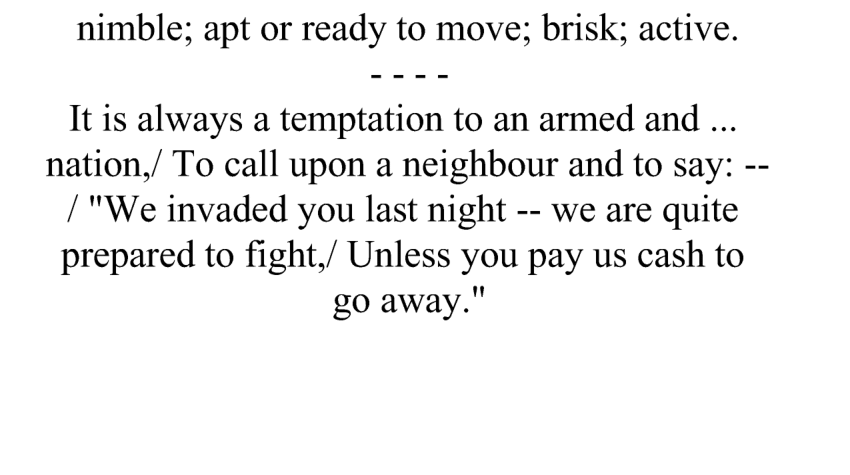 nimble; apt or ready to move; brisk; active.
- - - -
It is always a temptation to an armed and ...
nation,/ To call upon a neighbour and to say: --
/ "We invaded you last night -- we are quite
prepared to fight,/ Unless you pay us cash to
go away."